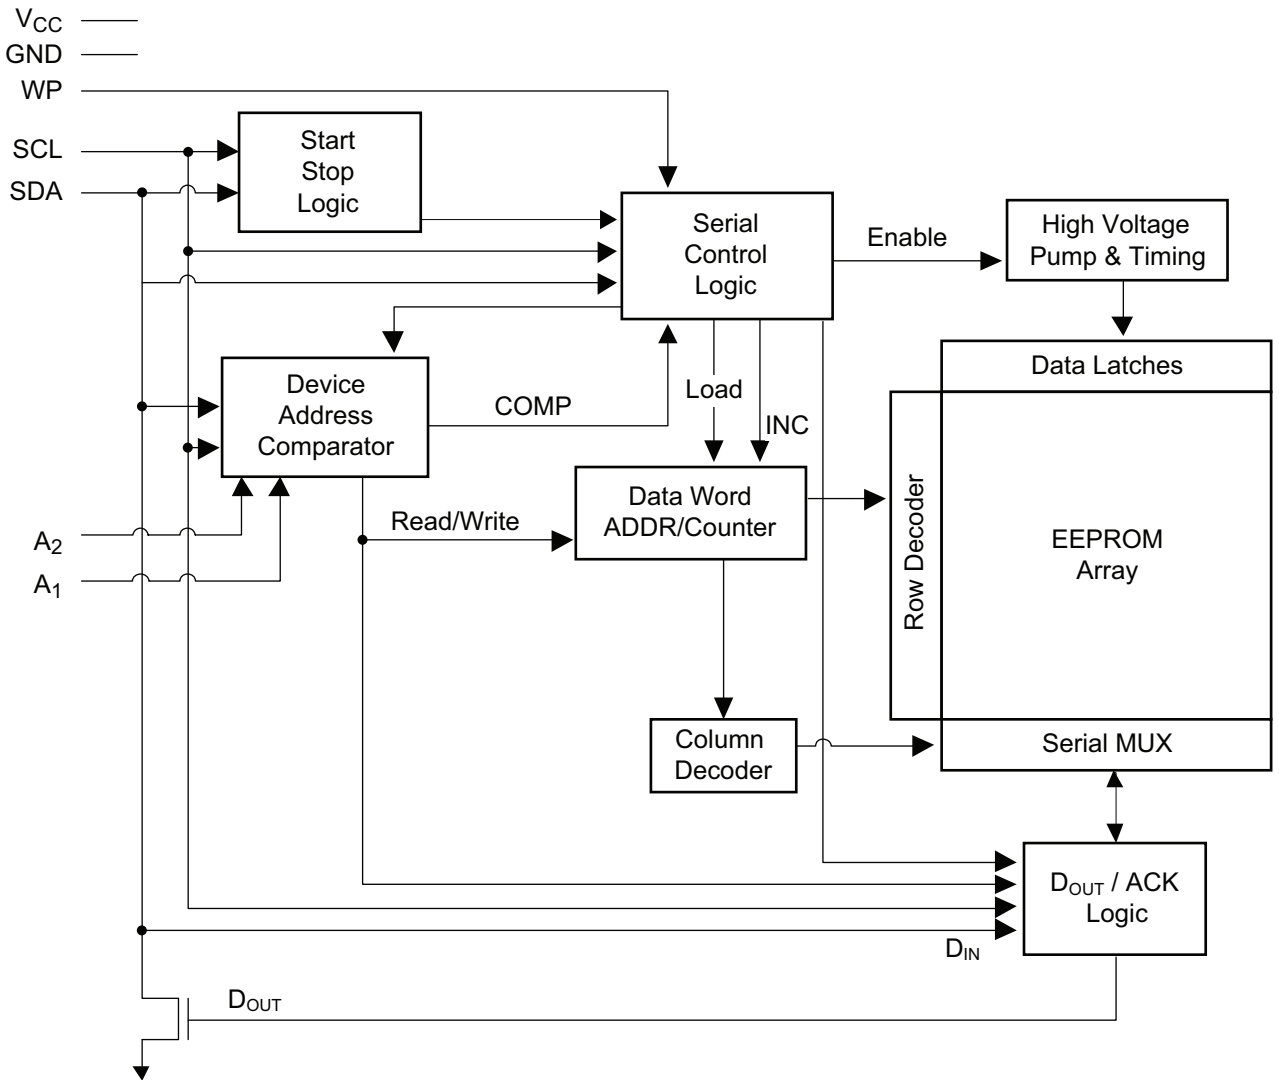 VCC
GND
WP
SCL
SDA
Start
Stop
Logic
Serial
Control
Logic
Enable
High Voltage
Pump & Timing
Data Latches
Device
Address
Comparator
COMP
Load
INC
A2
A1
Read/Write
Data Word
ADDR/Counter
Row Decoder
EEPROM
Array
Column
Decoder
Serial MUX
DOUT / ACK
Logic
DIN
DOUT